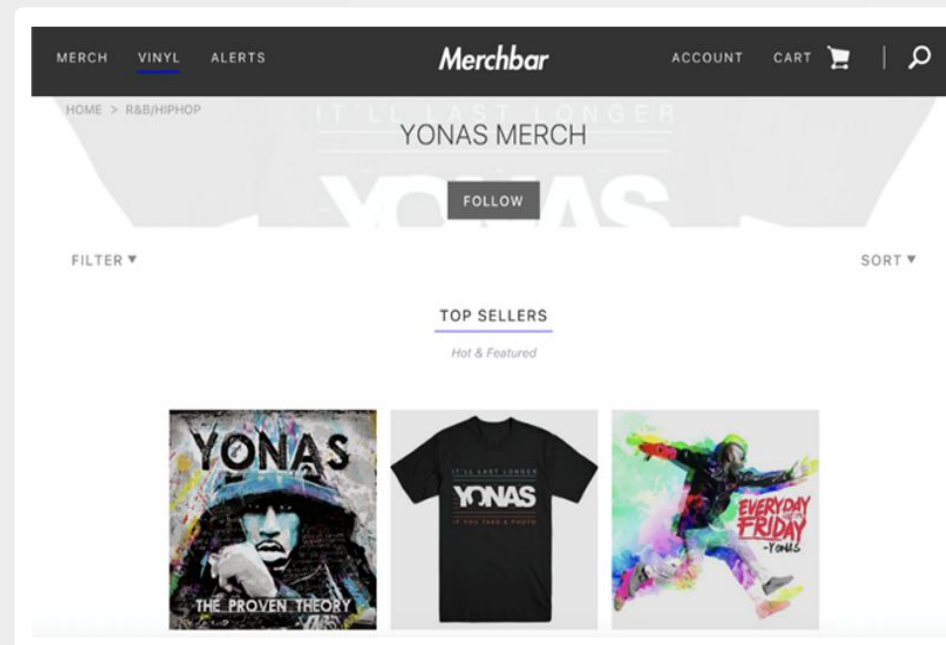 MERCH VINYL ALERTS Merchbar ACCOUNT CART
HOME > R&B/HIPHOP
IT'LL LAST LONGER
YONAS MERCH
YONAS
FOLLOW
FILTER ▼ SORT ▼
TOP SELLERS
Hot & Featured
YONAS
THE PROVEN THEORY
IT'LL LAST LONGER
YONAS
IF YOU TAKE A PHOTO
EVERYDAY
FRIDAY
-YONAS